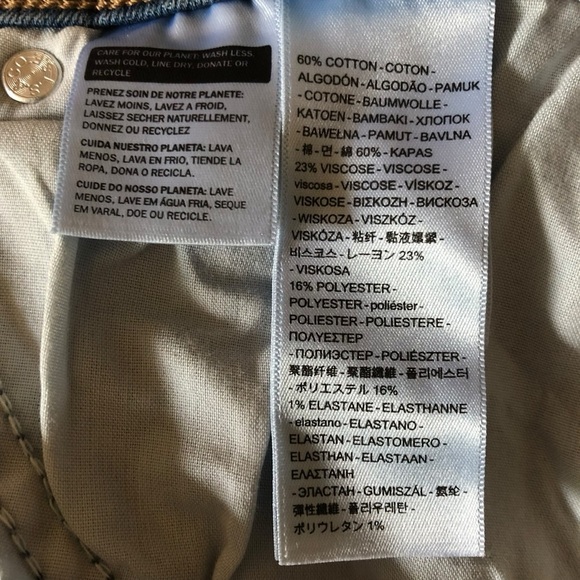 CARE FOR OUR PLANET: WASH LESS,
WASH COLD, LINE DRY, DONATE OR
RECYCLE
PRENEZ SOIN DE NOTRE PLANETE:
LAVEZ MOINS, LAVEZ A FROID,
LAISSEZ SECHER NATURELLEMENT,
DONNEZ OU RECYCLEZ
CUIDA NUESTRO PLANETA: LAVA
MENOS, LAVA EN FRIO, TIENDE LA
ROPA, DONA O RECICLA.
CUIDE DO NOSSO PLANETA: LAVE
MENOS, LAVE EM ÁGUA FRIA, SEQUE
EM VARAL, DOE OU RECICLE.
60% COTTON - COTON -
ALGODÓN - ALGODÃO - PAMUK
- COTONE - BAUMWOLLE -
KATOEN - BAMBAKI - ХЛОПОК
- BAWEŁNA - PAMUT - BAVLNA
- 棉 - 면 - 綿 60% - KAPAS
23% VISCOSE - VISCOSE -
viscosa - VISCOSE - VİSKOZ -
VISKOSE - ΒΙΣΚΟΖΗ - ВИСКОЗА
- WISKOZA - VISZKÓZ -
VISKÓZA - 粘纤 - 黏液嫘縈 -
비스코스 - レーヨン 23%
- VISKOSA
16% POLYESTER -
POLYESTER - poliéster -
POLIESTER - POLIESTERE -
ΠΟΛΥΕΣΤΕΡ
- ПОЛИЭСТЕР - POLIÉSZTER -
聚酯纤维 - 聚酯纖維 - 폴리에스터
- ポリエステル 16%
1% ELASTANE - ELASTHANNE
- elastano - ELASTANO -
ELASTAN - ELASTOMERO -
ELASTHAN - ELASTAAN -
ΕΛΑΣΤΑΝΗ
- ЭЛАСТАН - GUMISZÁL - 氨纶 -
彈性纖維 - 폴리우레탄 -
ポリウレタン 1%